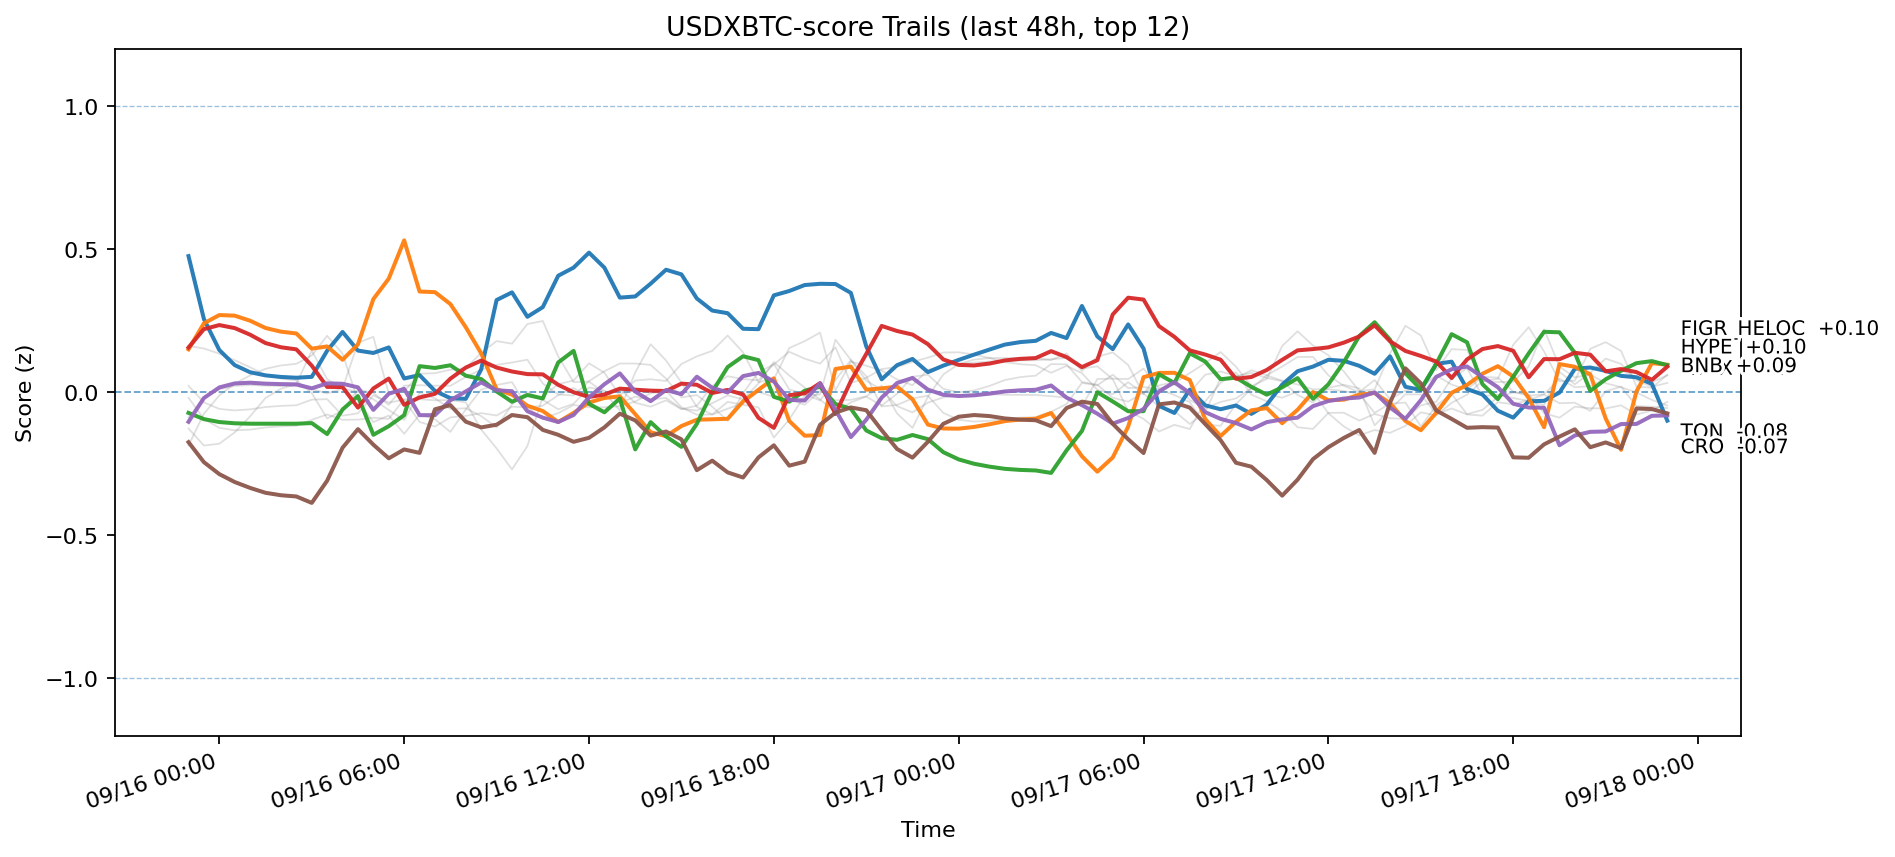 USDXBTC-score Trails (last 48h, top 12)
Score (z)
1.0
0.5
0.0
−0.5
−1.0
FIGR_HELOC +0.10
HYPE +0.10
BNB +0.09
TON -0.08
CRO -0.07
09/16 00:00
09/16 06:00
09/16 12:00
09/16 18:00
09/17 00:00
09/17 06:00
09/17 12:00
09/17 18:00
09/18 00:00
Time